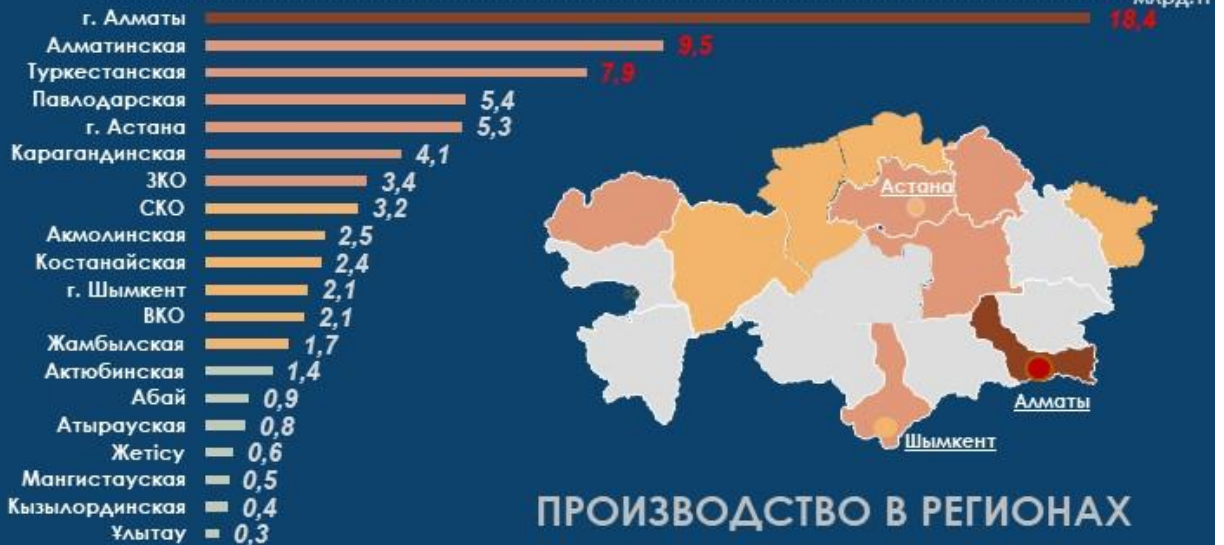 г. Алматы 18,4
Алматинская 9,5
Туркестанская 7,9
Павлодарская 5,4
г. Астана 5,3
Карагандинская 4,1
ЗКО 3,4
СКО 3,2
Акмолинская 2,5
Костанайская 2,4
г. Шымкент 2,1
ВКО 2,1
Жамбылская 1,7
Актюбинская 1,4
Абай 0,9
Атырауская 0,8
Жетісу 0,6
Мангистауская 0,5
Кызылординская 0,4
Ұлытау 0,3
Астана
Алматы
Шымкент
ПРОИЗВОДСТВО В РЕГИОНАХ